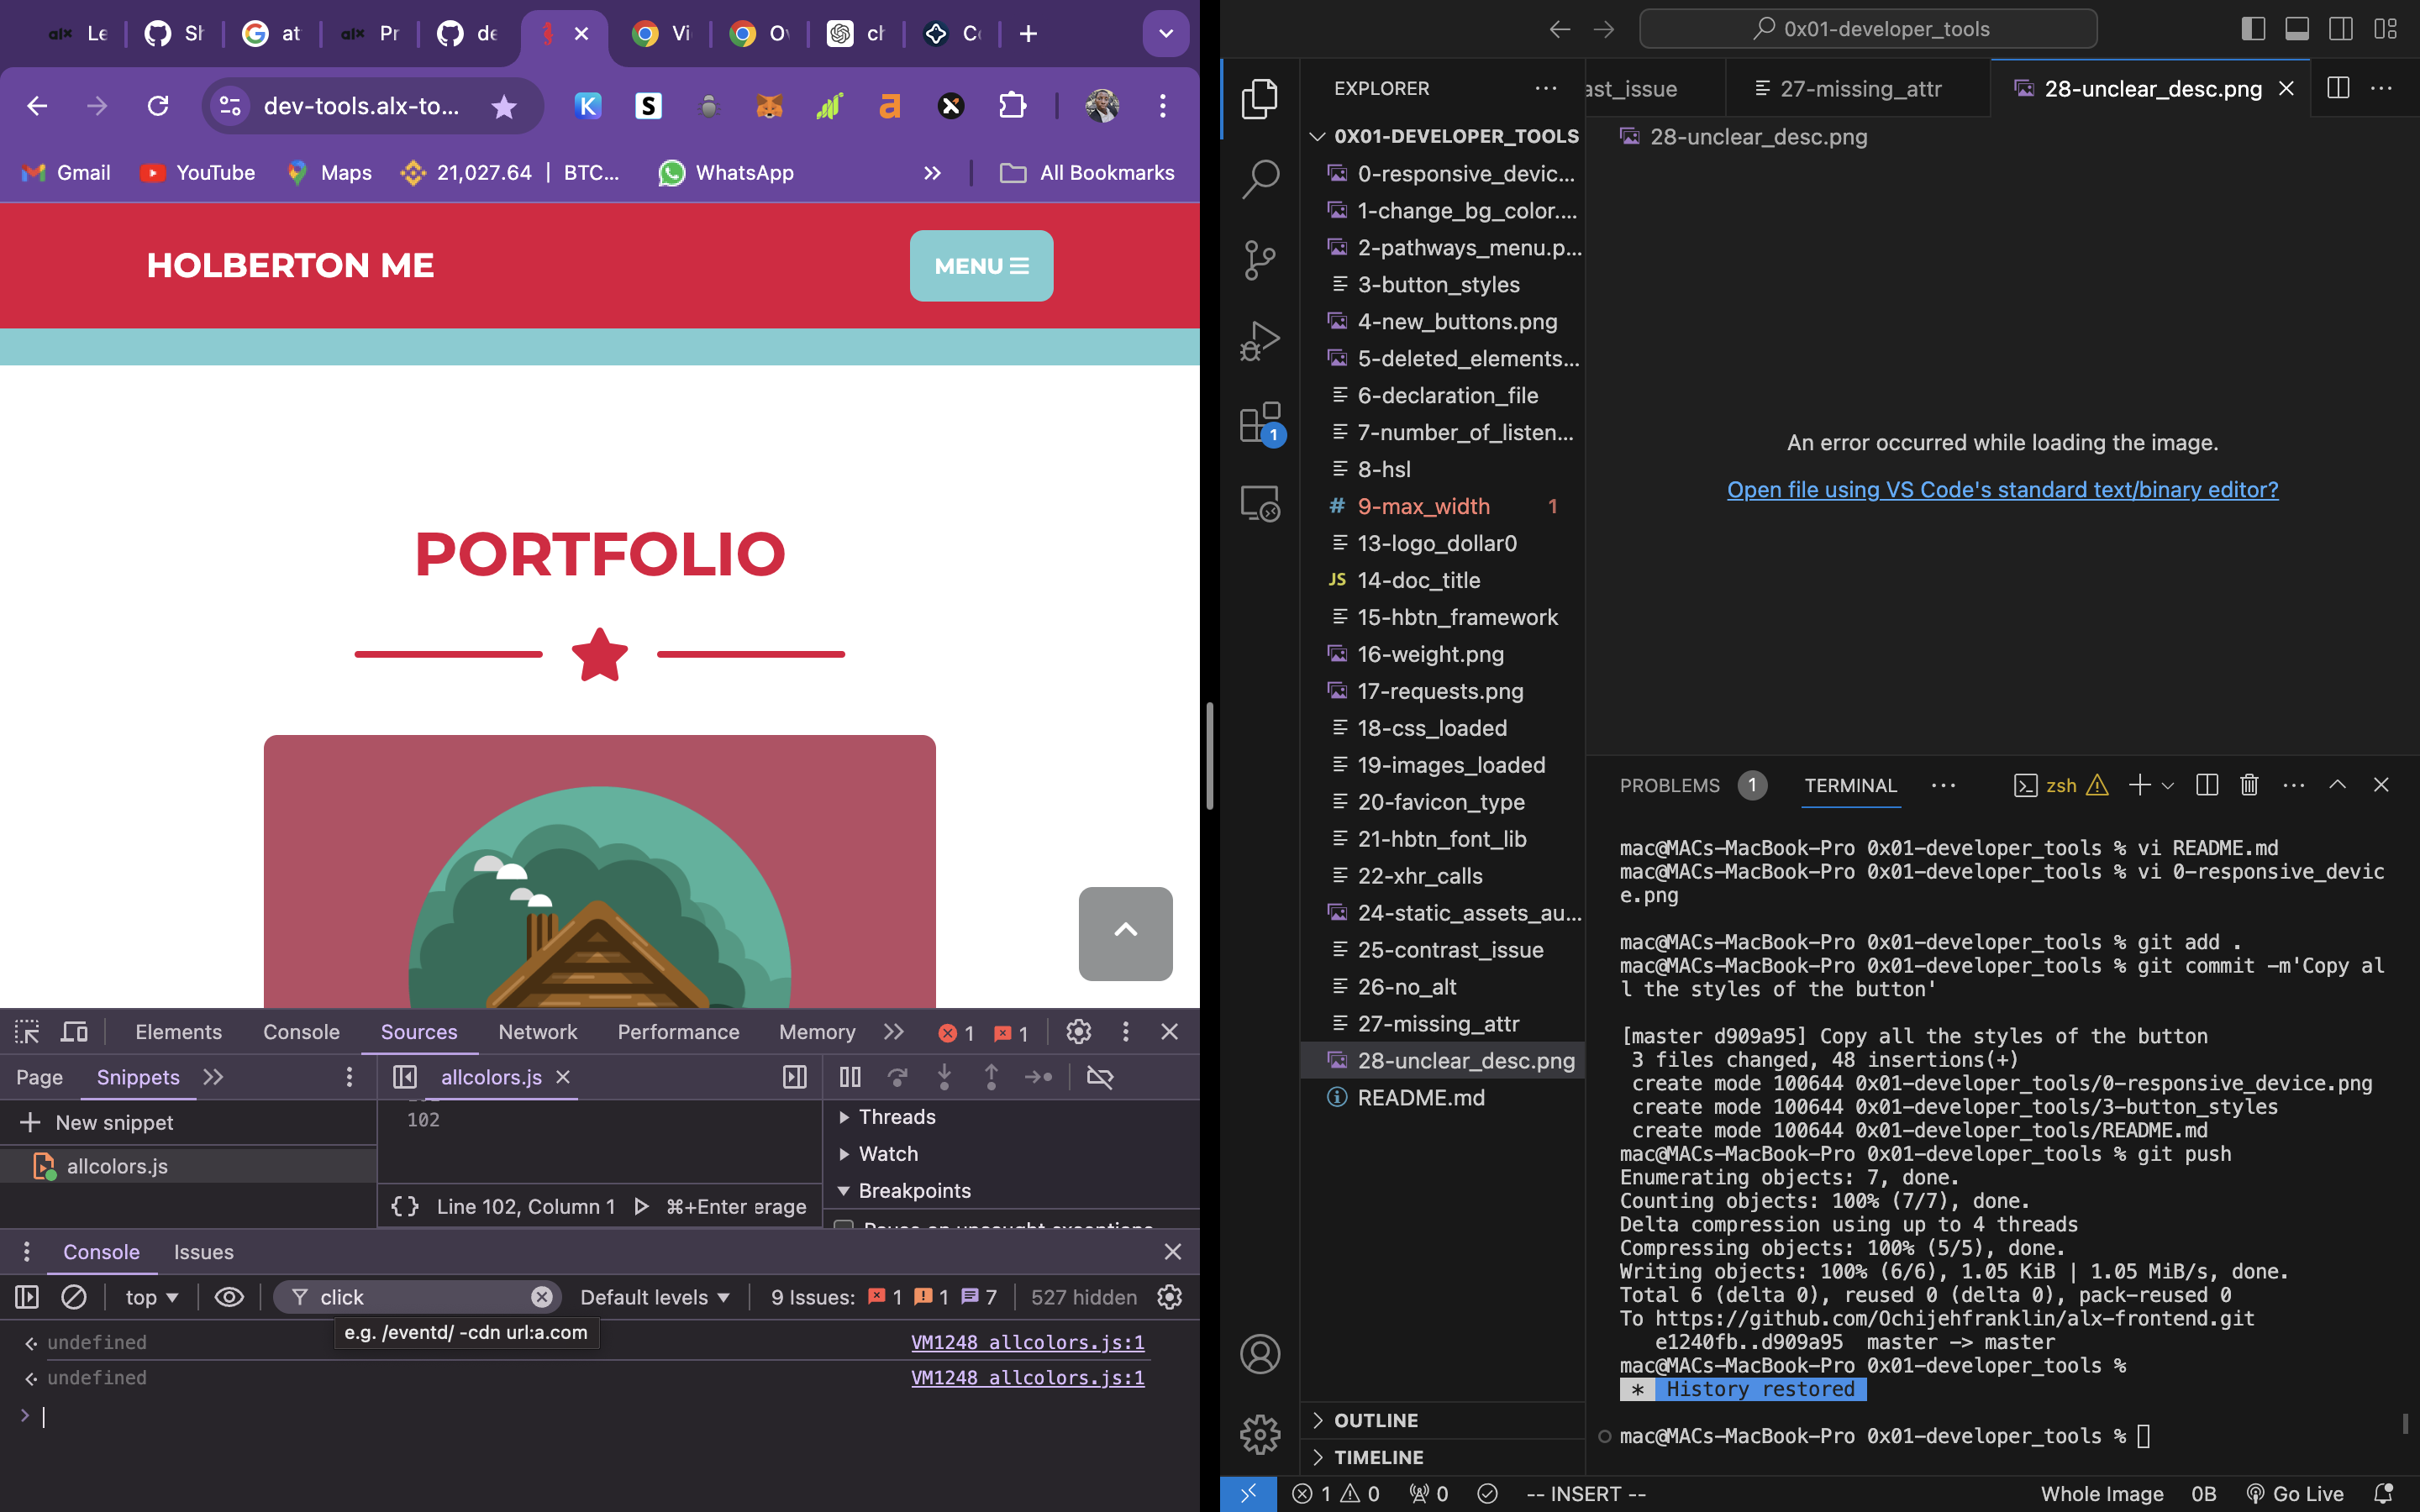 alx Le
Sh
at
alx Pr
de
Vi
O
ch
C
dev-tools.alx-to...
Gmail
YouTube
Maps
21,027.64 | BTC...
WhatsApp
All Bookmarks
HOLBERTON ME
MENU
PORTFOLIO
Elements Console Sources Network Performance Memory
1 1
Page Snippets
allcolors.js
New snippet
allcolors.js
102
Line 102, Column 1
⌘+Enter
erage
Threads
Watch
Breakpoints
Pause on uncaught exceptions
Console Issues
top
click
Default levels
9 Issues: 1 1 7
527 hidden
e.g. /eventd/ -cdn url:a.com
undefined VM1248 allcolors.js:1
undefined VM1248 allcolors.js:1
0x01-developer_tools
EXPLORER
0X01-DEVELOPER_TOOLS
0-responsive_devic...
1-change_bg_color....
2-pathways_menu.p...
3-button_styles
4-new_buttons.png
5-deleted_elements...
6-declaration_file
7-number_of_listen...
8-hsl
# 9-max_width 1
13-logo_dollar0
JS 14-doc_title
15-hbtn_framework
16-weight.png
17-requests.png
18-css_loaded
19-images_loaded
20-favicon_type
21-hbtn_font_lib
22-xhr_calls
24-static_assets_au...
25-contrast_issue
26-no_alt
27-missing_attr
28-unclear_desc.png
README.md
OUTLINE
TIMELINE
1
ast_issue
27-missing_attr
28-unclear_desc.png
28-unclear_desc.png
An error occurred while loading the image.
Open file using VS Code's standard text/binary editor?
PROBLEMS 1 TERMINAL
zsh
mac@MACs-MacBook-Pro 0x01-developer_tools % vi README.md
mac@MACs-MacBook-Pro 0x01-developer_tools % vi 0-responsive_devic
e.png
mac@MACs-MacBook-Pro 0x01-developer_tools % git add .
mac@MACs-MacBook-Pro 0x01-developer_tools % git commit -m'Copy al
l the styles of the button'
[master d909a95] Copy all the styles of the button
3 files changed, 48 insertions(+)
create mode 100644 0x01-developer_tools/0-responsive_device.png
create mode 100644 0x01-developer_tools/3-button_styles
create mode 100644 0x01-developer_tools/README.md
mac@MACs-MacBook-Pro 0x01-developer_tools % git push
Enumerating objects: 7, done.
Counting objects: 100% (7/7), done.
Delta compression using up to 4 threads
Compressing objects: 100% (5/5), done.
Writing objects: 100% (6/6), 1.05 KiB | 1.05 MiB/s, done.
Total 6 (delta 0), reused 0 (delta 0), pack-reused 0
To https://github.com/Ochijehfranklin/alx-frontend.git
e1240fb..d909a95 master -> master
mac@MACs-MacBook-Pro 0x01-developer_tools %
* History restored
mac@MACs-MacBook-Pro 0x01-developer_tools %
1 0 0 -- INSERT -- Whole Image 0B Go Live